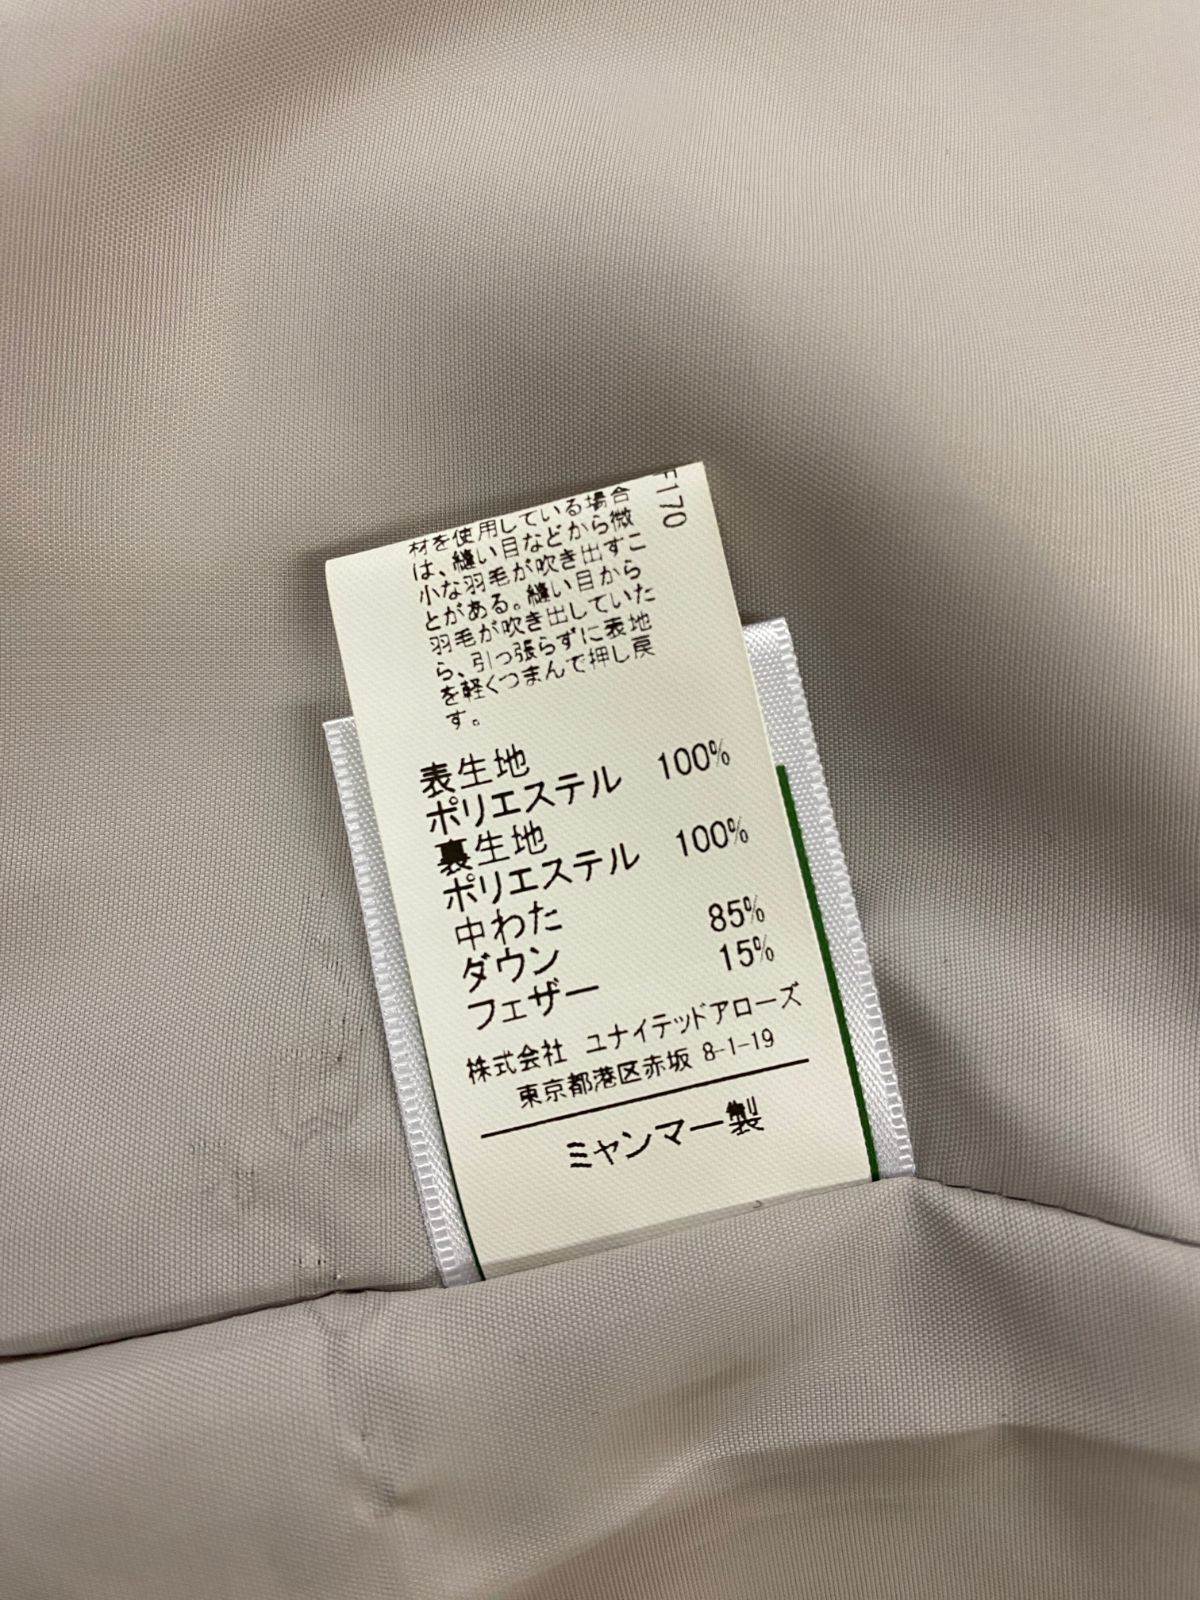 F170
材を使用している場合
は、縫い目などから微
小な羽毛が吹き出すこ
とがある。縫い目から
羽毛が吹き出していた
ら、引っ張らずに表地
を軽くつまんで押し戻
す。
表生地
ポリエステル 100%
裏生地
ポリエステル 100%
中わた
ダウン 85%
フェザー 15%
株式会社 ユナイテッドアローズ
東京都港区赤坂 8-1-19
ミャンマー製